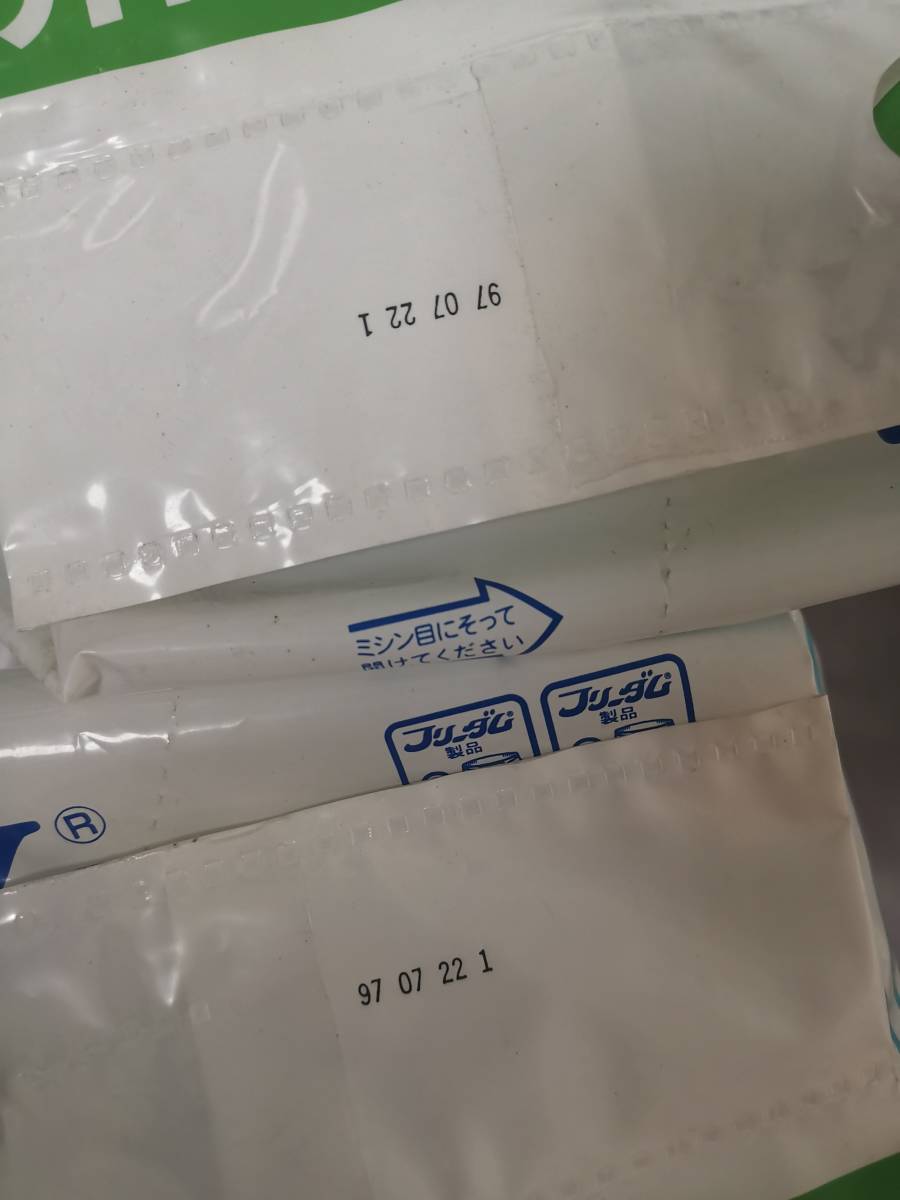 97 07 22 1
ミシン目にそって
開けてください
フリーダム®
製品
フリーダム®
製品
®
97 07 22 1